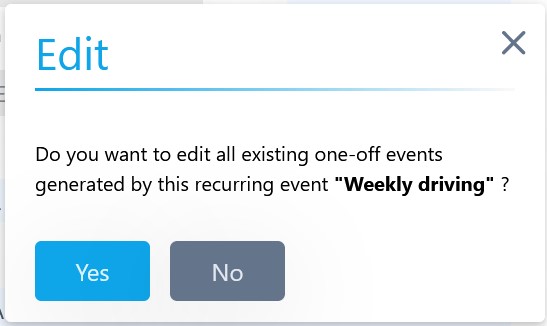 Edit
Do you want to edit all existing one-off events
generated by this recurring event "Weekly driving" ?
Yes
No